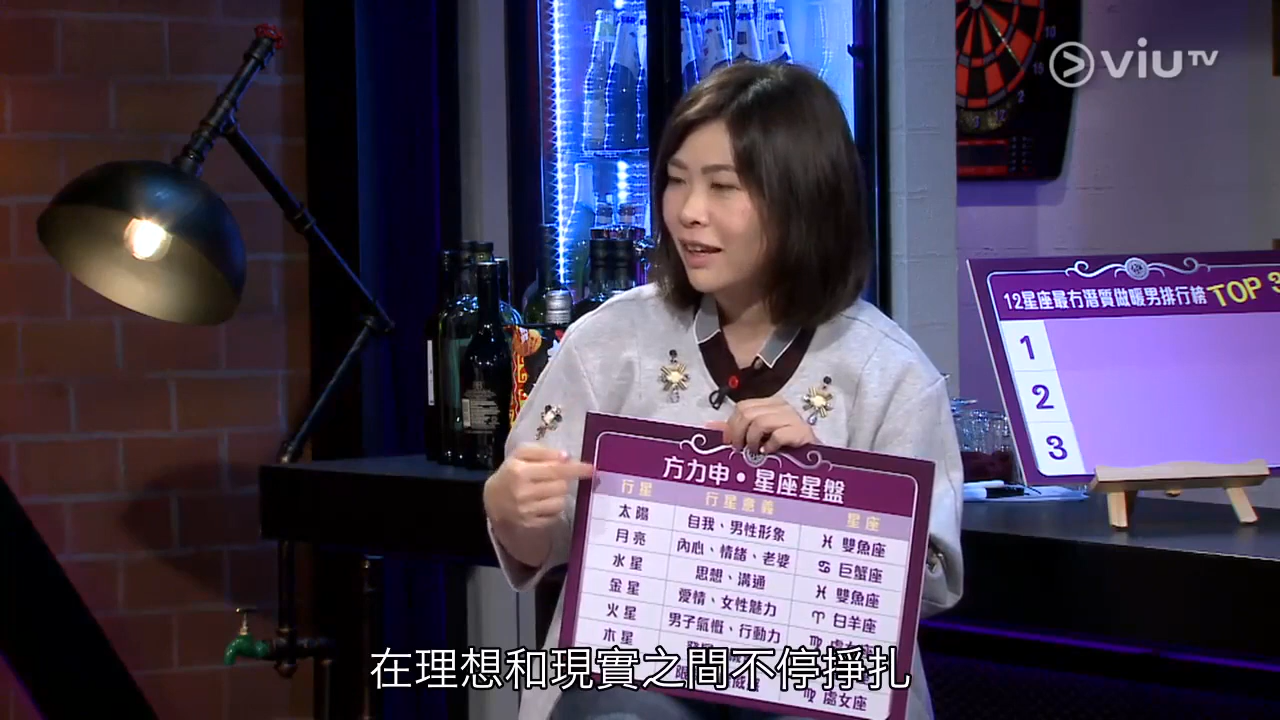 viuTV
12星座最冇潛質做暖男排行榜 TOP 3
1
2
3
方力申・星座星盤
行星 行星意義 星座
太陽 自我、男性形象 ♓ 雙魚座
月亮 內心、情緒、老婆 ♋ 巨蟹座
水星 思想、溝通 ♓ 雙魚座
金星 愛情、女性魅力 ♈ 白羊座
火星 男子氣慨、行動力 ♍ 處女座
木星
♍ 處女座
在理想和現實之間不停掙扎